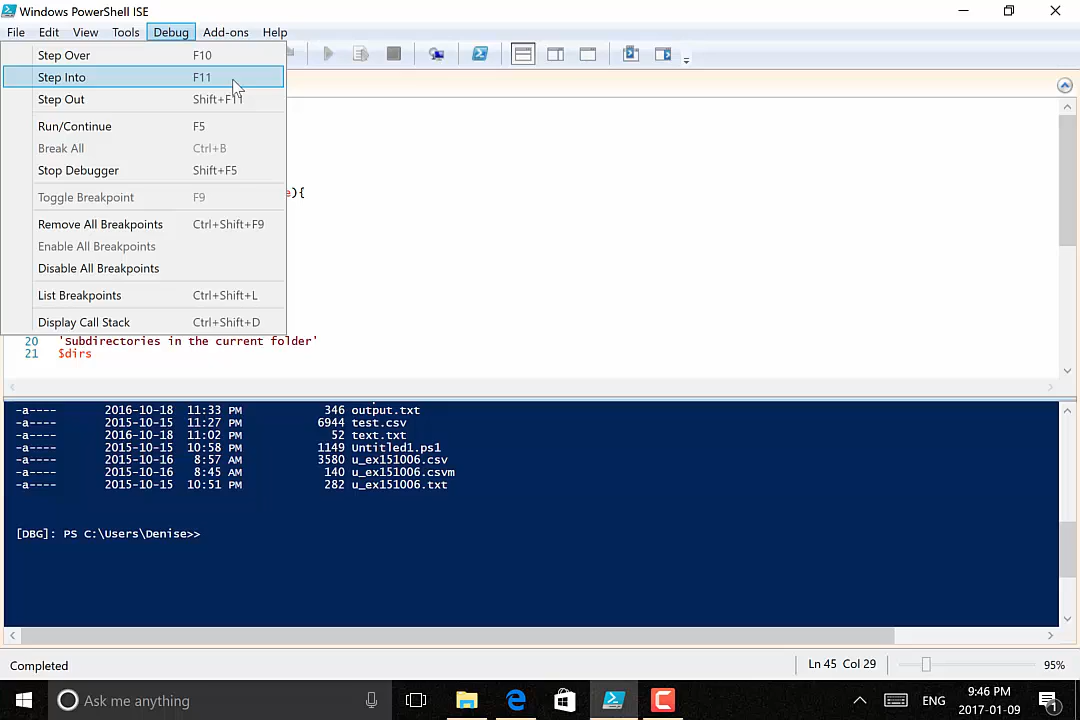 Windows PowerShell ISE
File Edit View Tools Debug Add-ons Help
Step Over F10
Step Into F11
Step Out Shift+F11
Run/Continue F5
Break All Ctrl+B
Stop Debugger Shift+F5
Toggle Breakpoint F9
e){
Remove All Breakpoints Ctrl+Shift+F9
Enable All Breakpoints
Disable All Breakpoints
List Breakpoints Ctrl+Shift+L
Display Call Stack Ctrl+Shift+D
20 'Subdirectories in the current folder'
21 $dirs
-a---- 2016-10-18 11:33 PM 346 output.txt
-a---- 2015-10-15 11:27 PM 6944 test.csv
-a---- 2016-10-18 11:02 PM 52 text.txt
-a---- 2015-10-15 10:58 PM 1149 Untitled1.ps1
-a---- 2015-10-16 8:57 AM 3580 u_ex151006.csv
-a---- 2015-10-16 8:45 AM 140 u_ex151006.csvm
-a---- 2015-10-15 10:51 PM 282 u_ex151006.txt
[DBG]: PS C:\Users\Denise>>
Completed Ln 45 Col 29 95%
Ask me anything ENG 9:46 PM
2017-01-09 1